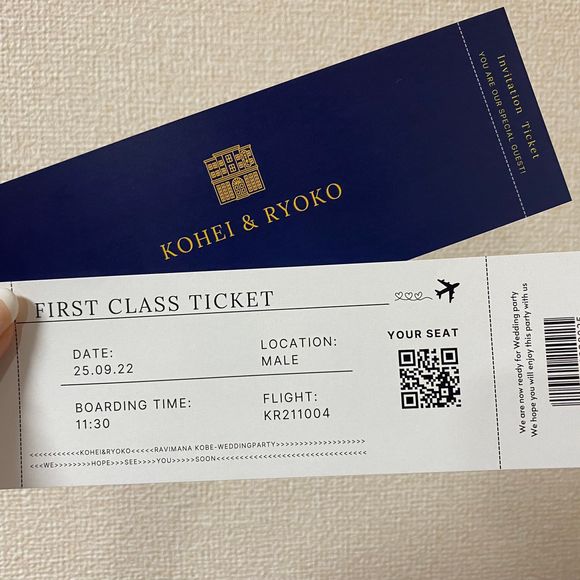 Invitation Ticket
YOU ARE OUR SPECIAL GUEST!
KOHEI & RYOKO
FIRST CLASS TICKET
DATE:
25.09.22
LOCATION:
MALE
BOARDING TIME:
11:30
FLIGHT:
KR211004
YOUR SEAT
<<<<<<<<<<<KOHEI&RYOKO<<<<<RAVIMANA KOBE-WEDDINGPARTY>>>>>>>>>>>>>>>>>>>>
<<<WE>>>>>>>>HOPE>>>SEE>>>>YOU>>>>>SOON<<<<<<<<<<<<<<<<<<<<<<<<<<<<<<<<<
We are now ready for Wedding party
We hope you will enjoy this party with us